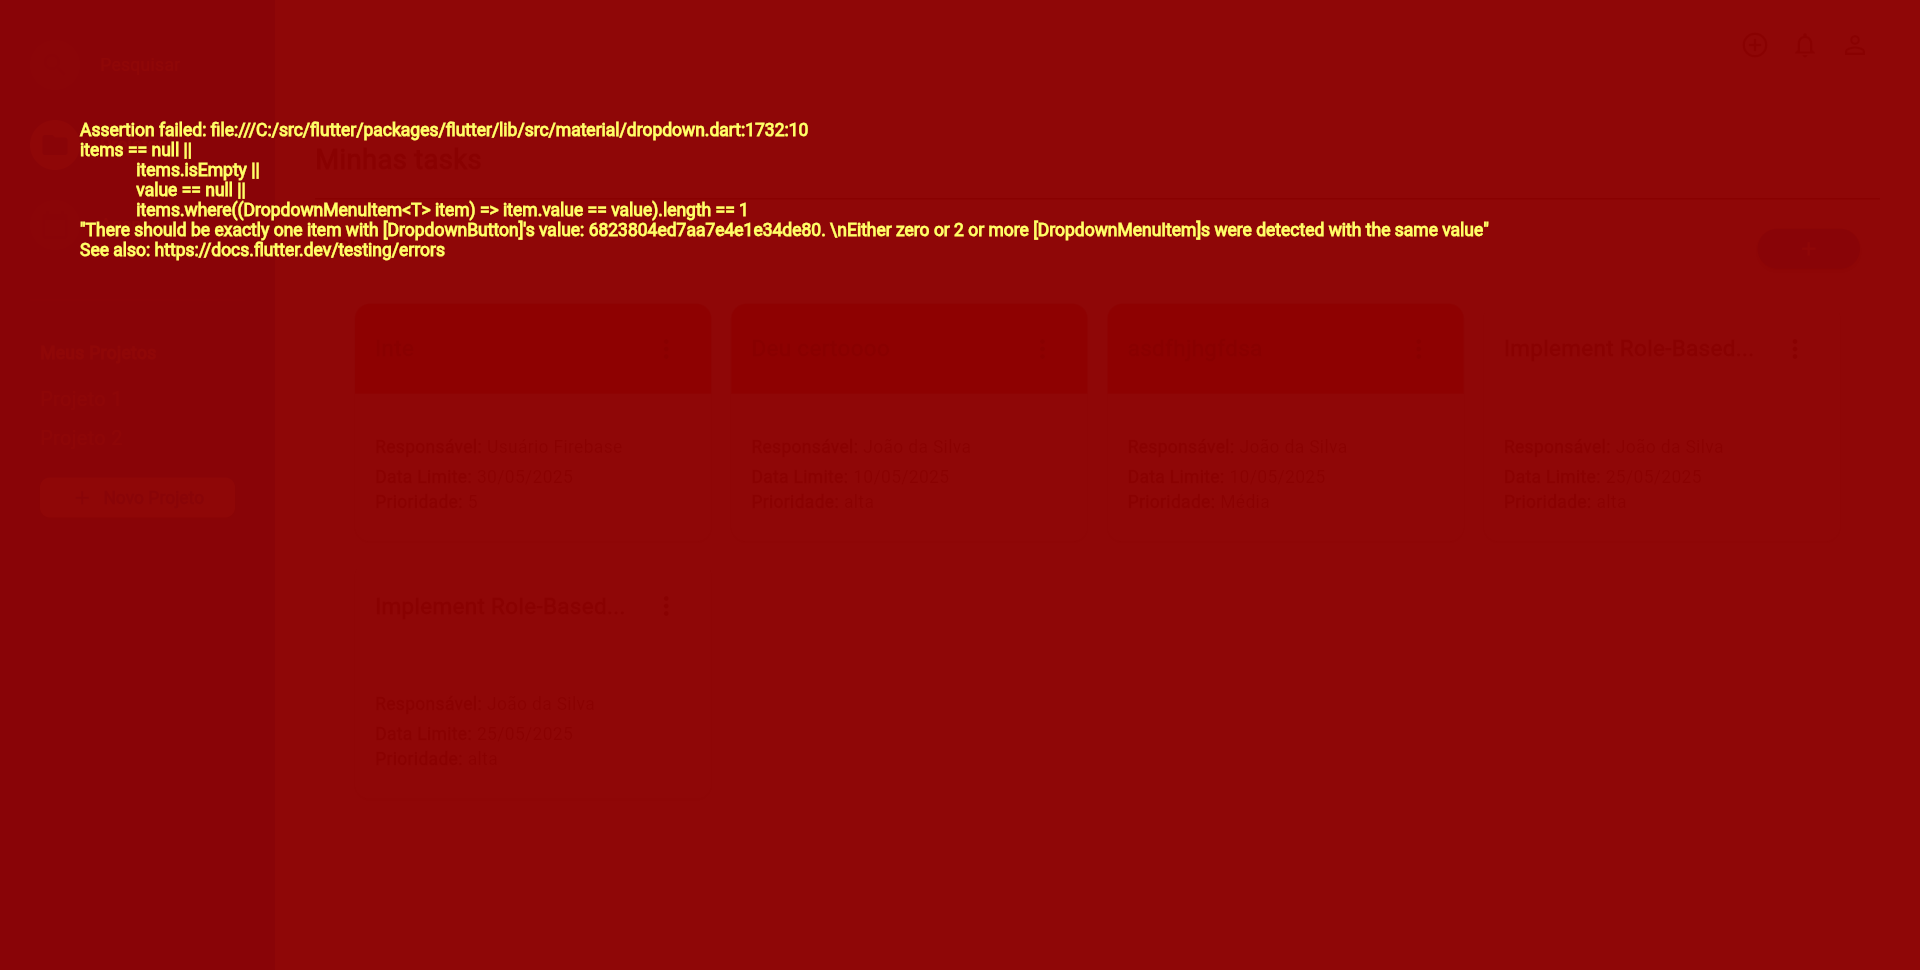 Pesquisar
Assertion failed: file:///C:/src/flutter/packages/flutter/lib/src/material/dropdown.dart:1732:10
items == null ||
items.isEmpty ||
value == null ||
items.where((DropdownMenuItem<T> item) => item.value == value).length == 1
"There should be exactly one item with [DropdownButton]'s value: 6823804ed7aa7e4e1e34de80. \nEither zero or 2 or more [DropdownMenuItem]s were detected with the same value"
See also: https://docs.flutter.dev/testing/errors
Minhas tasks
Meus Projetos
+ Novo Projeto
Implement Role-Based...
Responsável: Usuário Firebase
Data Limite: 30/05/2025
Prioridade: 5
Responsável: João da Silva
Data Limite: 10/05/2025
Prioridade: alta
Responsável: João da Silva
Data Limite: 10/05/2025
Prioridade: Média
Responsável: João da Silva
Data Limite: 25/05/2025
Prioridade: alta
Implement Role-Based...
Responsável: João da Silva
Data Limite: 25/05/2025
Prioridade: alta